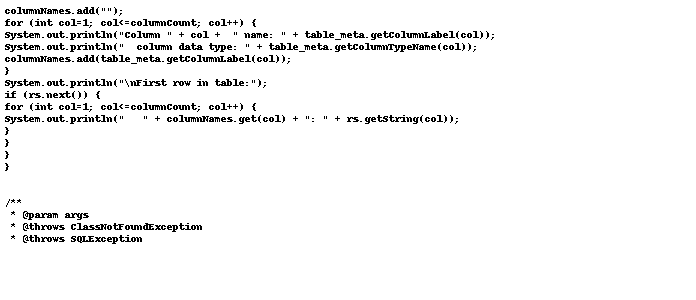 columnNames.add("");
for (int col=1; col<=columnCount; col++) {
System.out.println("Column " + col +  " name: " + table_meta.getColumnLabel(col));
System.out.println("  column data type: " + table_meta.getColumnTypeName(col));
columnNames.add(table_meta.getColumnLabel(col));
}
System.out.println("\nFirst row in table:");
if (rs.next()) {
for (int col=1; col<=columnCount; col++) {
System.out.println("   " + columnNames.get(col) + ": " + rs.getString(col));
}
}
}
}
/**
 * @param args
 * @throws ClassNotFoundException
 * @throws SQLException